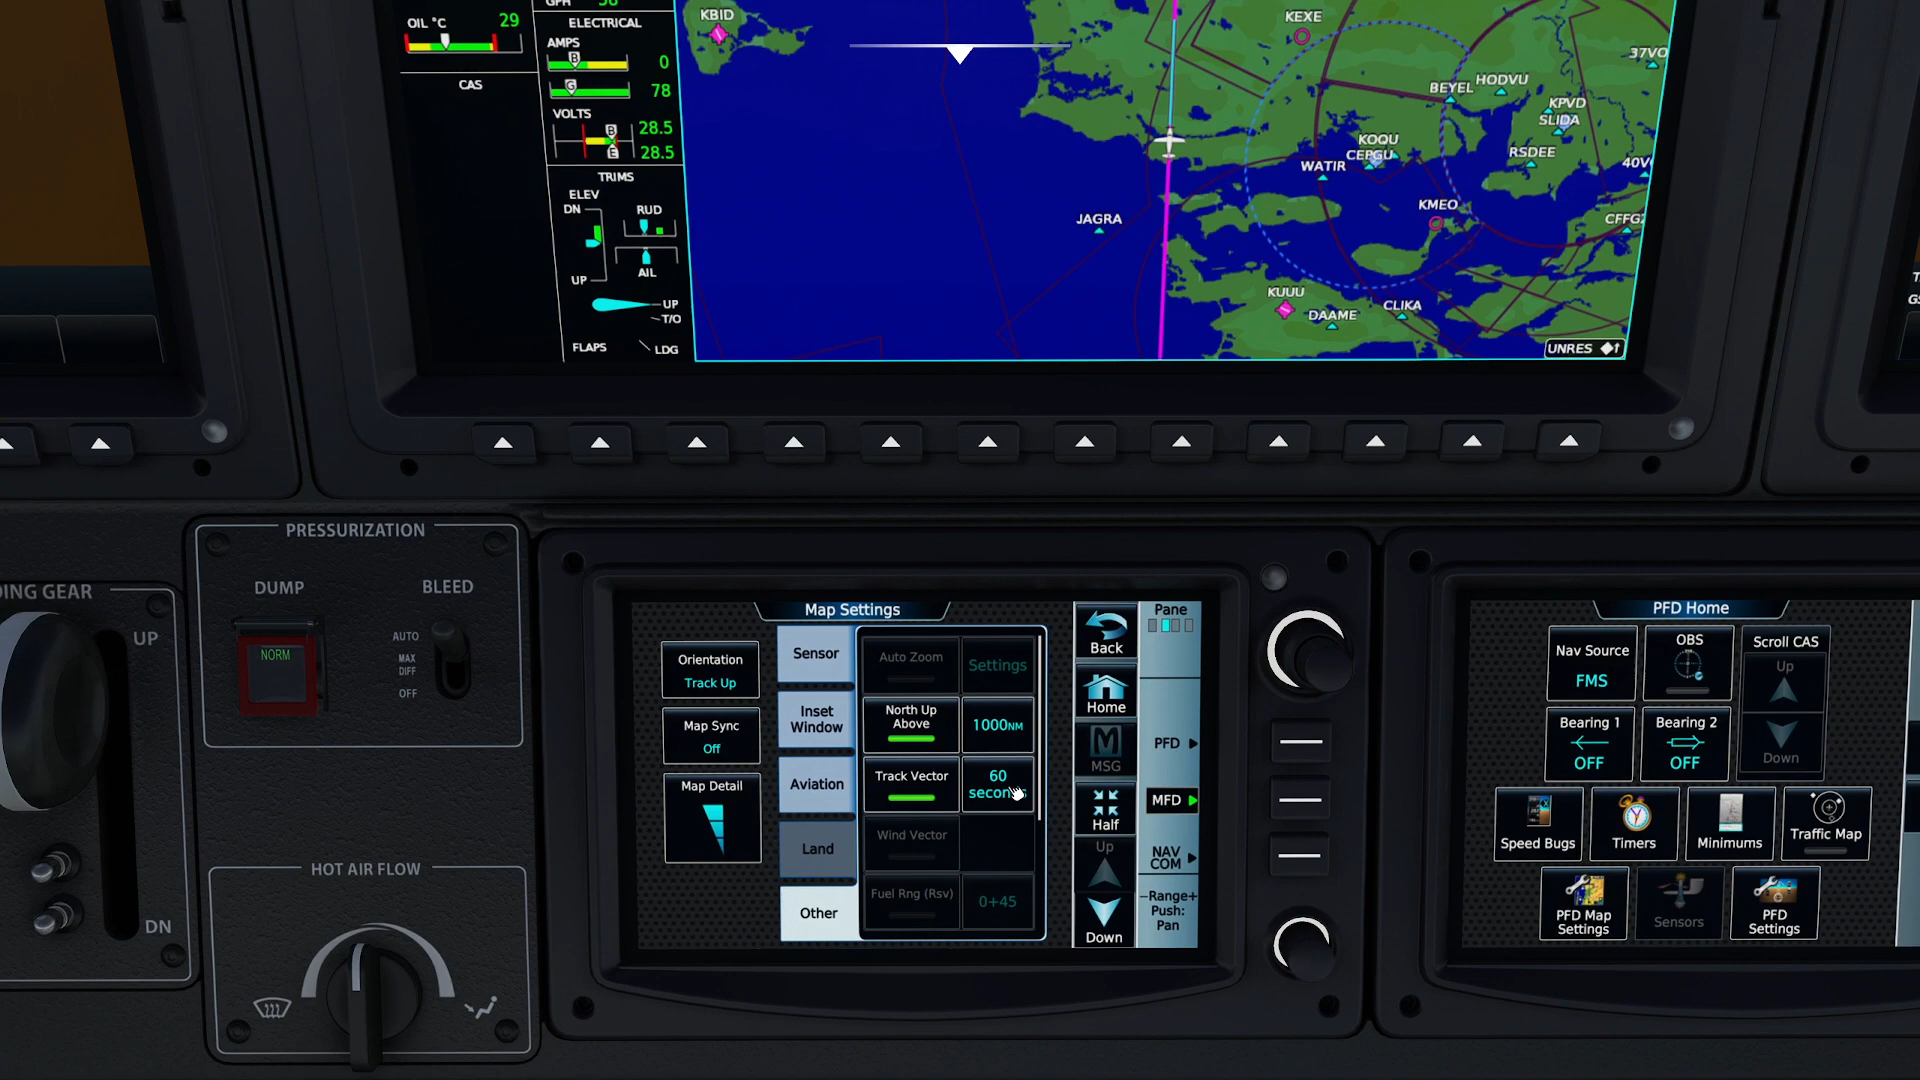 OIL °C 29
CAS
ELECTRICAL
AMPS
B
0
G
78
VOLTS
B 28.5
E 28.5
TRIMS
ELEV
DN
RUD
UP
AIL
UP
T/O
FLAPS
LDG
KBID
KEXE
37VO
BEYEL
HODVU
KPVD
SLIDA
KOQU
CEPGU
WATIR
RSDEE
40V
KMEO
JAGRA
CFFGZ
KUUU
DAAME
CLIKA
UNRES
PRESSURIZATION
DUMP
BLEED
NORM
AUTO
MAX
DIFF
OFF
DING GEAR
UP
DN
HOT AIR FLOW
Map Settings
Orientation
Track Up
Map Sync
Off
Map Detail
Sensor
Inset
Window
Aviation
Land
Other
Auto Zoom
Settings
North Up
Above
1000NM
Track Vector
60
Wind Vector
Fuel Rng (Rsv)
0+45
Back
Home
MSG
Half
Up
Down
Pane
PFD
MFD
NAV
COM
−Range+
Push:
Pan
PFD Home
Nav Source
FMS
OBS
Scroll CAS
Up
Down
Bearing 1
OFF
Bearing 2
OFF
Speed Bugs
Timers
Minimums
Traffic Map
PFD Map
Settings
Sensors
PFD
Settings